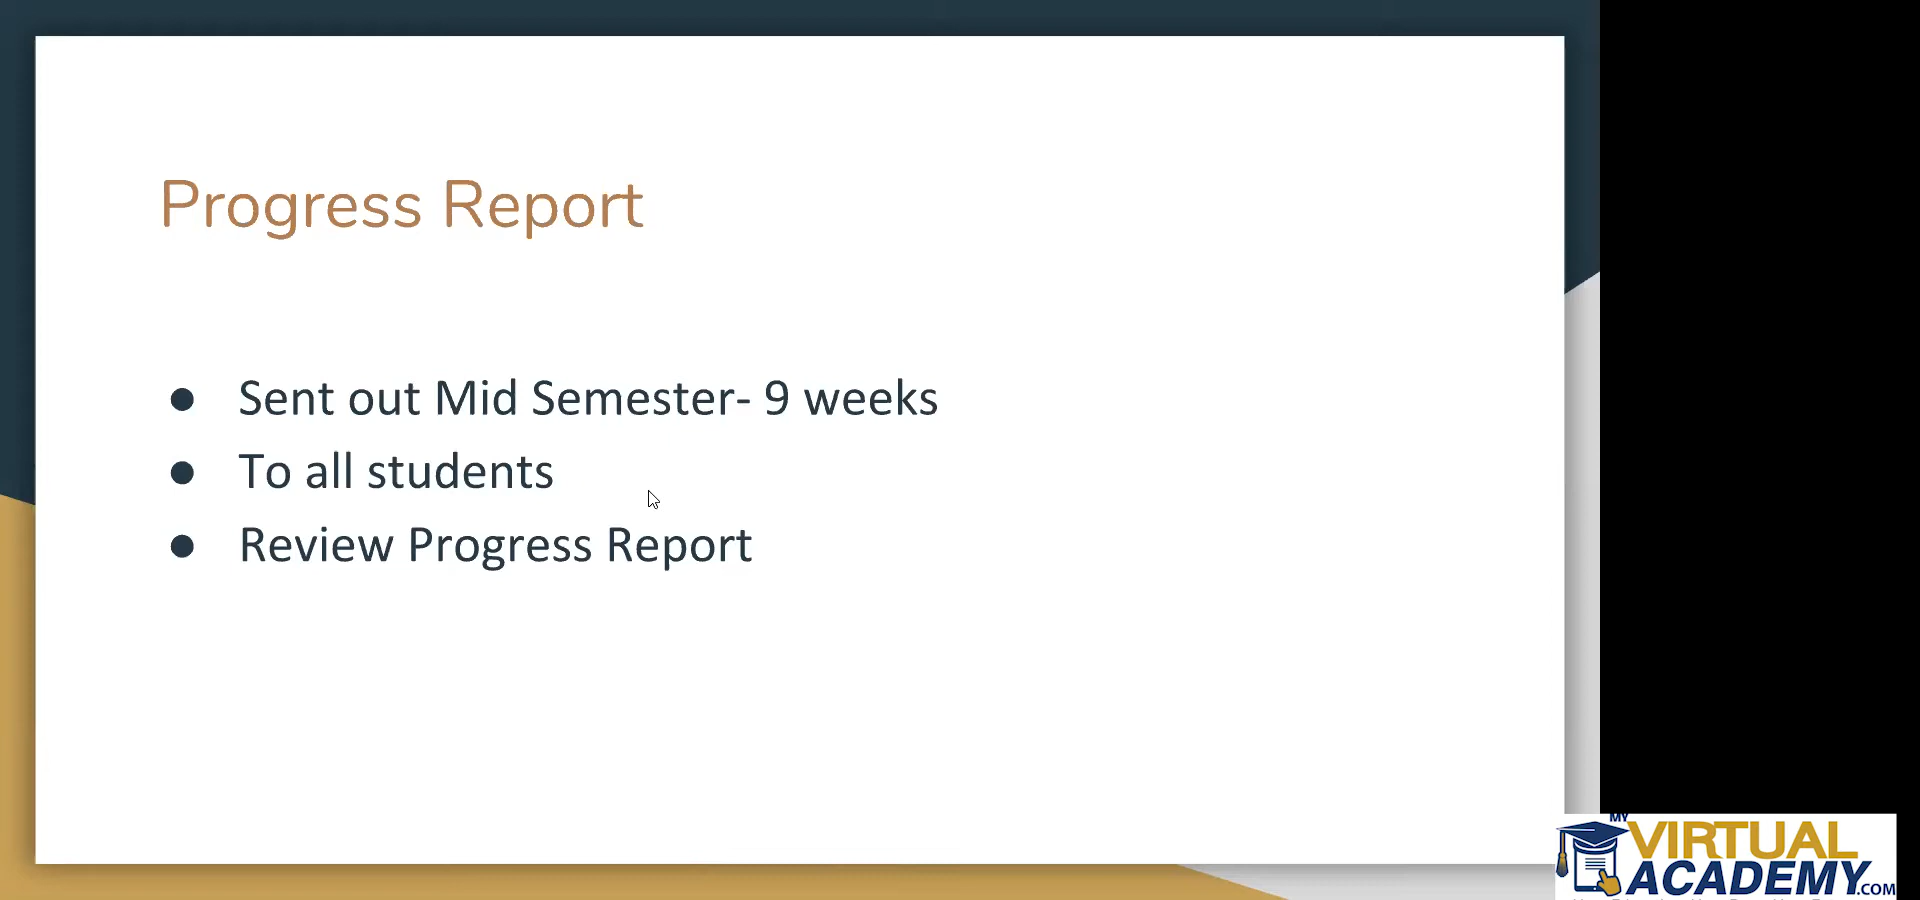 Progress Report
● Sent out Mid Semester- 9 weeks
● To all students
● Review Progress Report
MY
VIRTUAL
ACADEMY.COM